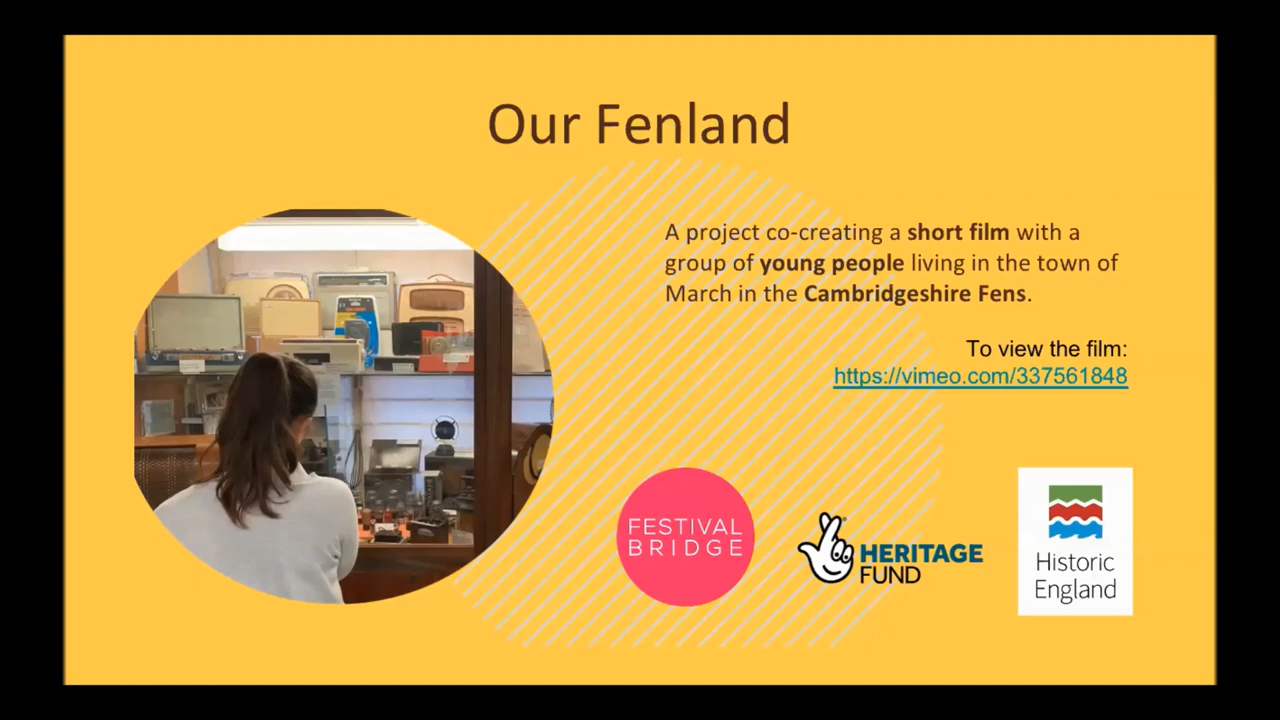 Our Fenland
A project co-creating a short film with a
group of young people living in the town of
March in the Cambridgeshire Fens.
To view the film:
https://vimeo.com/337561848
FESTIVAL
BRIDGE
HERITAGE
FUND
Historic
England